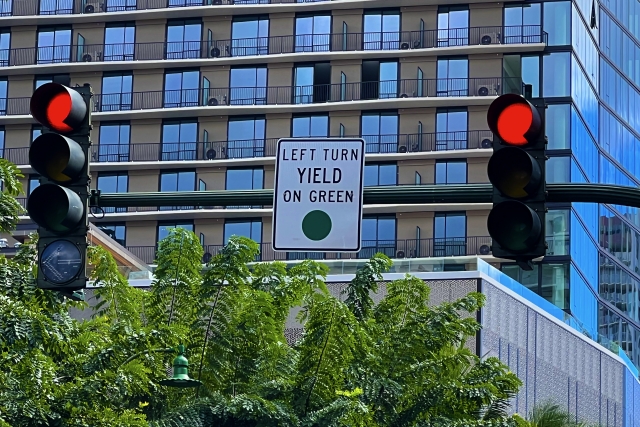 LEFT TURN
YIELD
ON GREEN